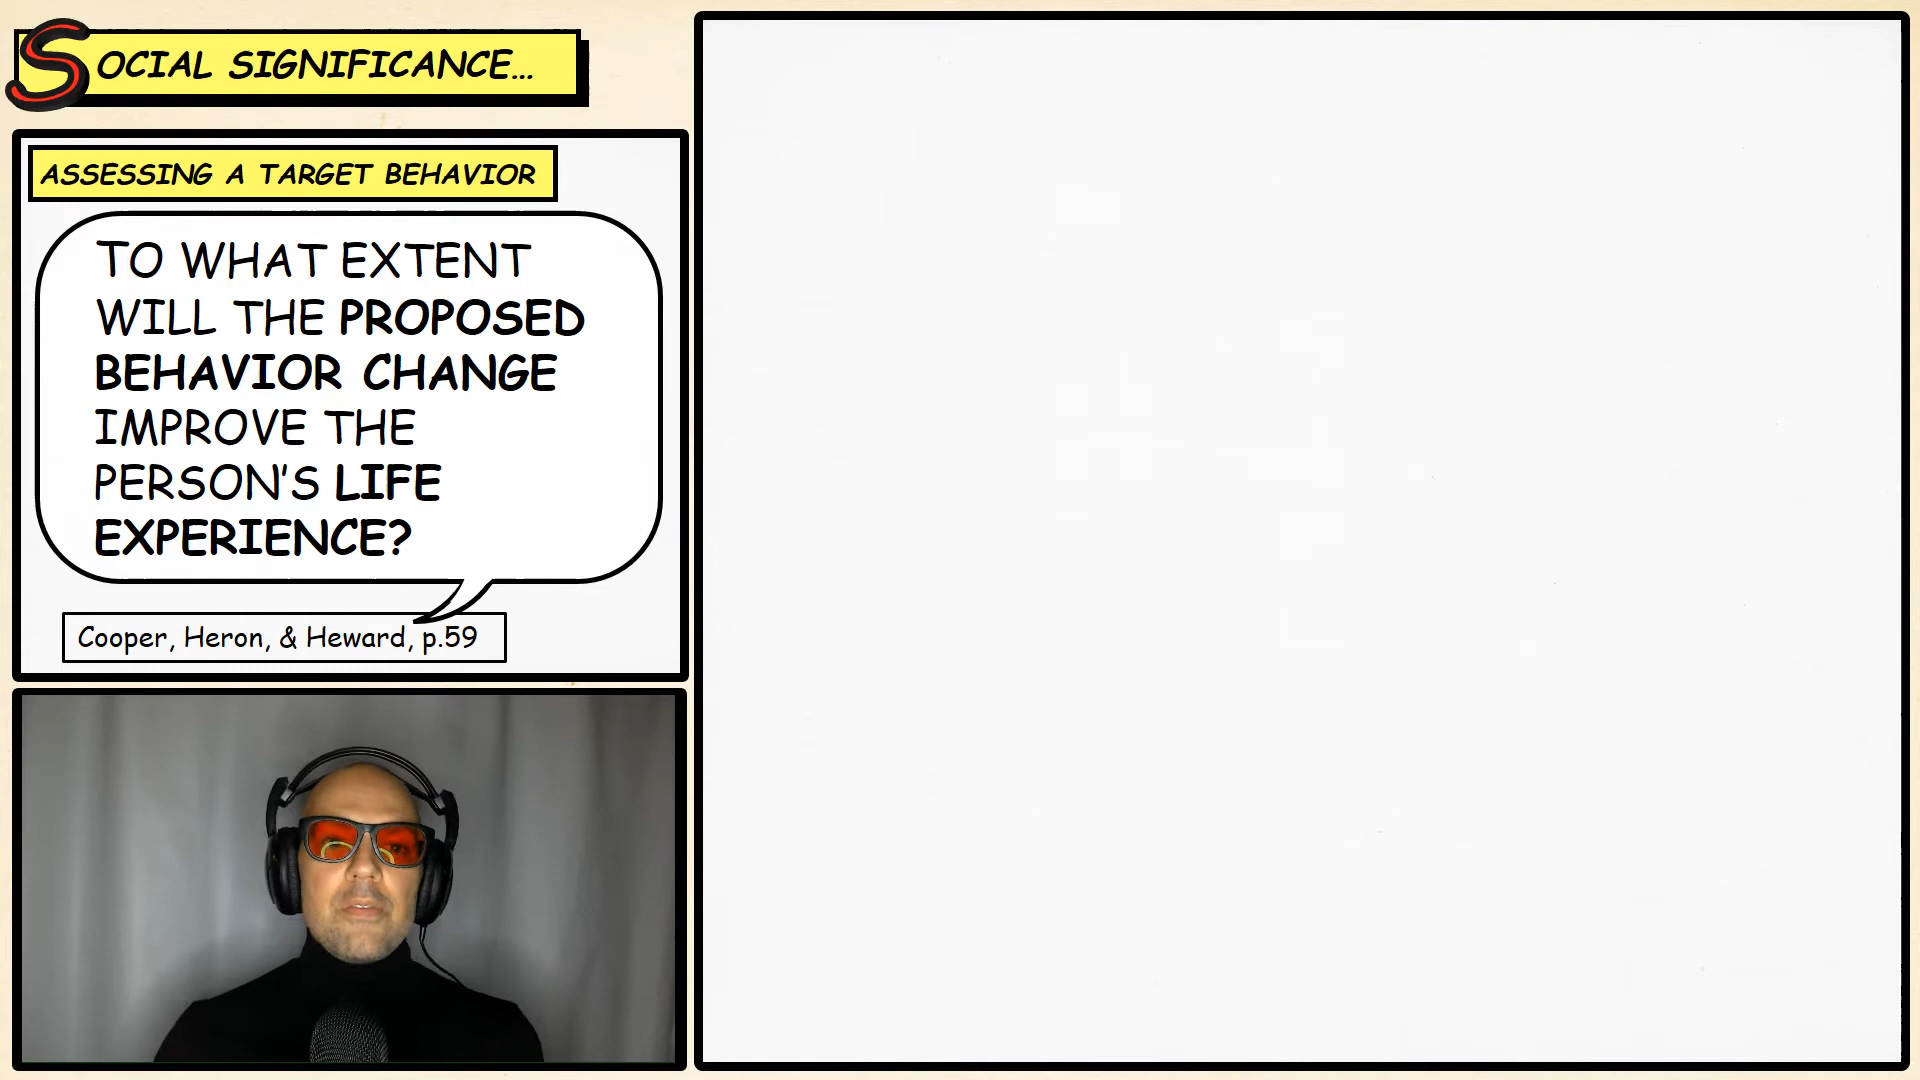 SOCIAL SIGNIFICANCE...
ASSESSING A TARGET BEHAVIOR
TO WHAT EXTENT
WILL THE PROPOSED
BEHAVIOR CHANGE
IMPROVE THE
PERSON'S LIFE
EXPERIENCE?
Cooper, Heron, & Heward, p.59